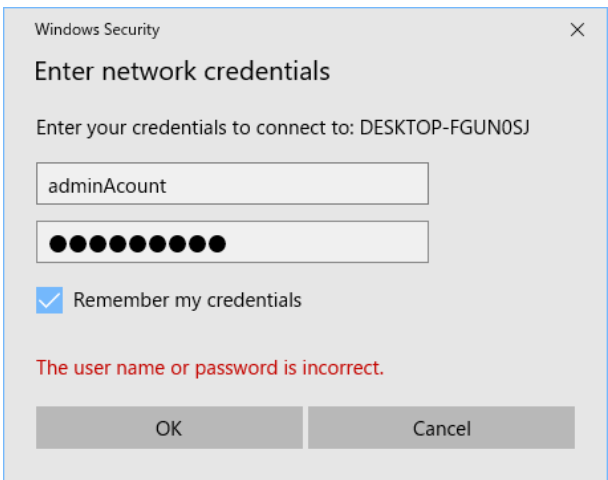 Windows Security
Enter network credentials
Enter your credentials to connect to: DESKTOP-FGUN0SJ
adminAcount
●●●●●●●●●
Remember my credentials
The user name or password is incorrect.
OK Cancel